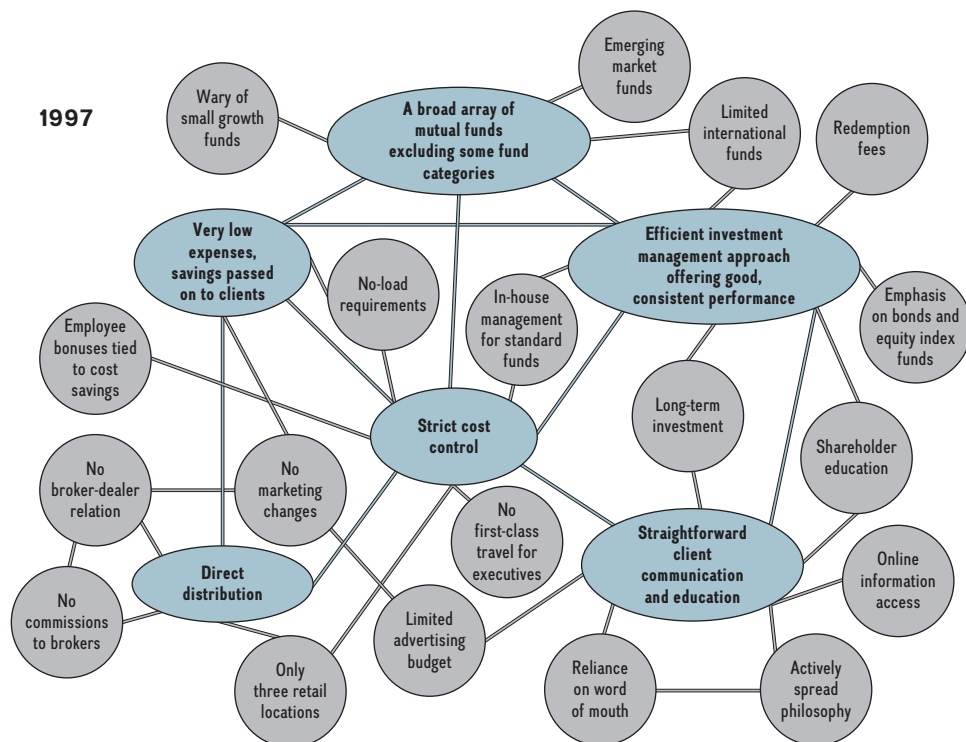 1997
Wary of
small growth
funds
A broad array of
mutual funds
excluding some fund
categories
Emerging
market
funds
Limited
international
funds
Redemption
fees
Very low
expenses,
savings passed
on to clients
No-load
requirements
Efficient investment
management approach
offering good,
consistent performance
In-house
management
for standard
funds
Emphasis
on bonds and
equity index
funds
Employee
bonuses tied
to cost
savings
Strict cost
control
Long-term
investment
Shareholder
education
No
broker-dealer
relation
No
marketing
changes
No
first-class
travel for
executives
Straightforward
client
communication
and education
Online
information
access
Direct
distribution
No
commissions
to brokers
Limited
advertising
budget
Only
three retail
locations
Reliance
on word
of mouth
Actively
spread
philosophy